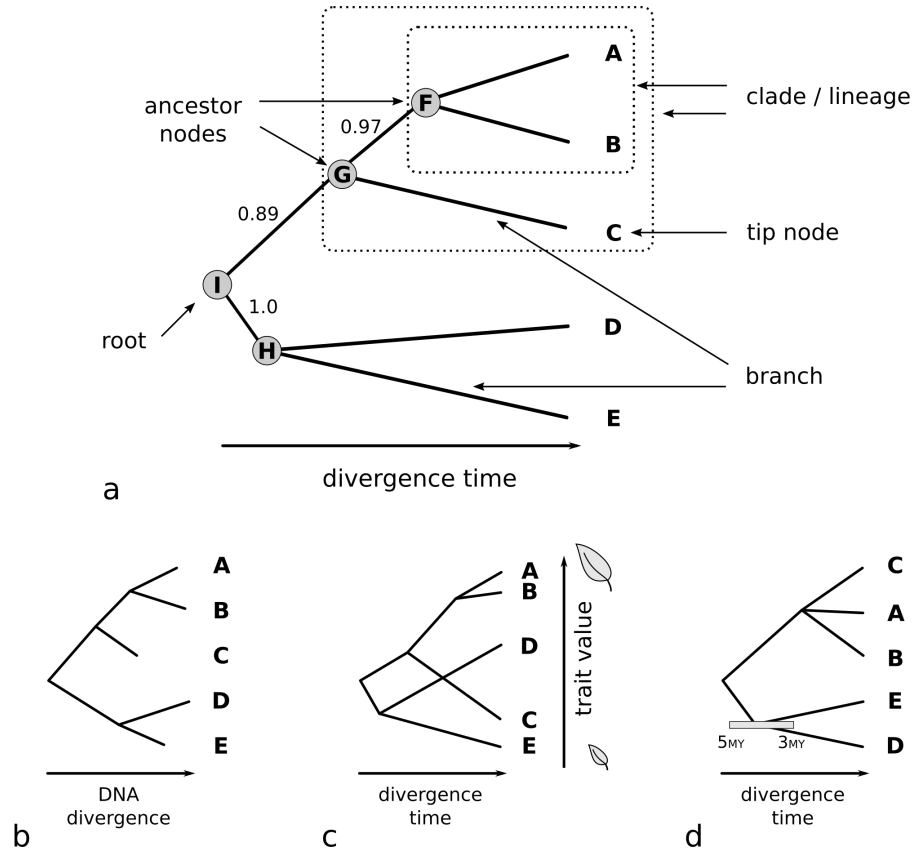 A
clade / lineage
F
ancestor
nodes
0.97
B
G
0.89
C
tip node
I
1.0
root
D
H
branch
E
divergence time
a
A
B
C
D
E
DNA
divergence
b
A
B
D
C
E
trait value
divergence
time
c
C
A
B
E
D
5MY
3MY
divergence
time
d